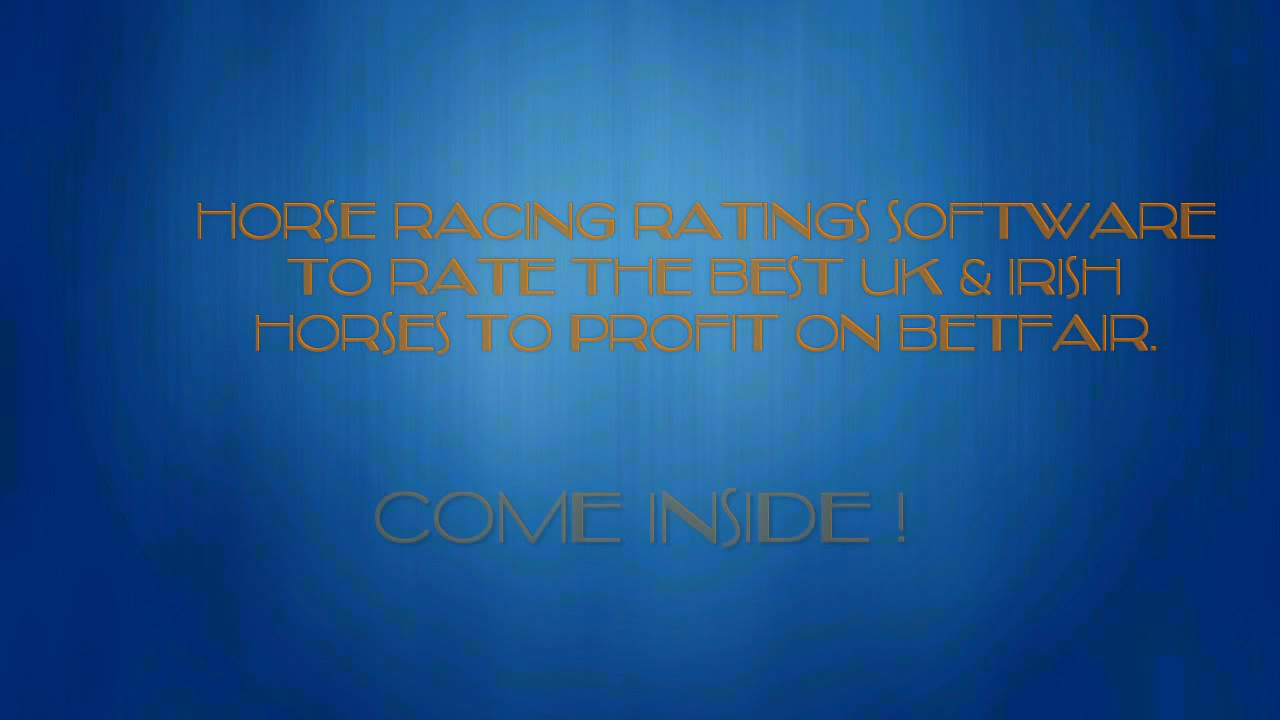 HORSE RACING RATINGS SOFTWARE
TO RATE THE BEST UK & IRISH
HORSES TO PROFIT ON BETFAIR.
COME INSIDE !